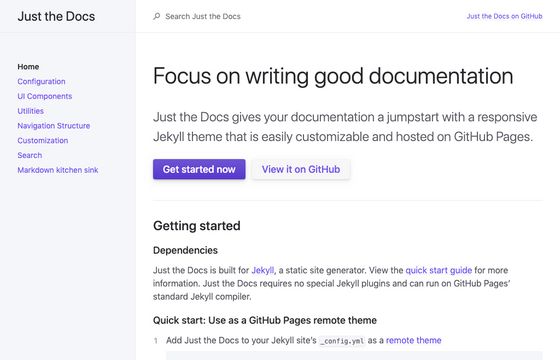 Just the Docs
Search Just the Docs
Just the Docs on GitHub
Home
Configuration
UI Components
Utilities
Navigation Structure
Customization
Search
Markdown kitchen sink
Focus on writing good documentation
Just the Docs gives your documentation a jumpstart with a responsive
Jekyll theme that is easily customizable and hosted on GitHub Pages.
Get started now
View it on GitHub
Getting started
Dependencies
Just the Docs is built for Jekyll, a static site generator. View the quick start guide for more
information. Just the Docs requires no special Jekyll plugins and can run on GitHub Pages’
standard Jekyll compiler.
Quick start: Use as a GitHub Pages remote theme
1 Add Just the Docs to your Jekyll site’s _config.yml as a remote theme